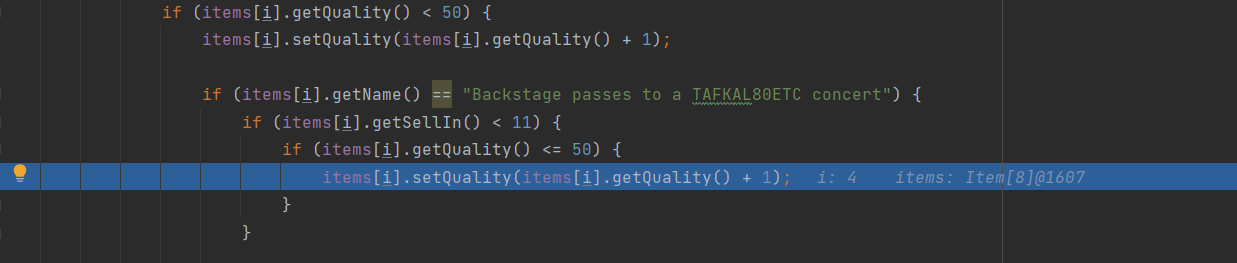 if (items[i].getQuality() < 50) {
items[i].setQuality(items[i].getQuality() + 1);
if (items[i].getName() == "Backstage passes to a TAFKAL80ETC concert") {
if (items[i].getSellIn() < 11) {
if (items[i].getQuality() <= 50) {
items[i].setQuality(items[i].getQuality() + 1); i: 4 items: Item[8]@1607
}
}